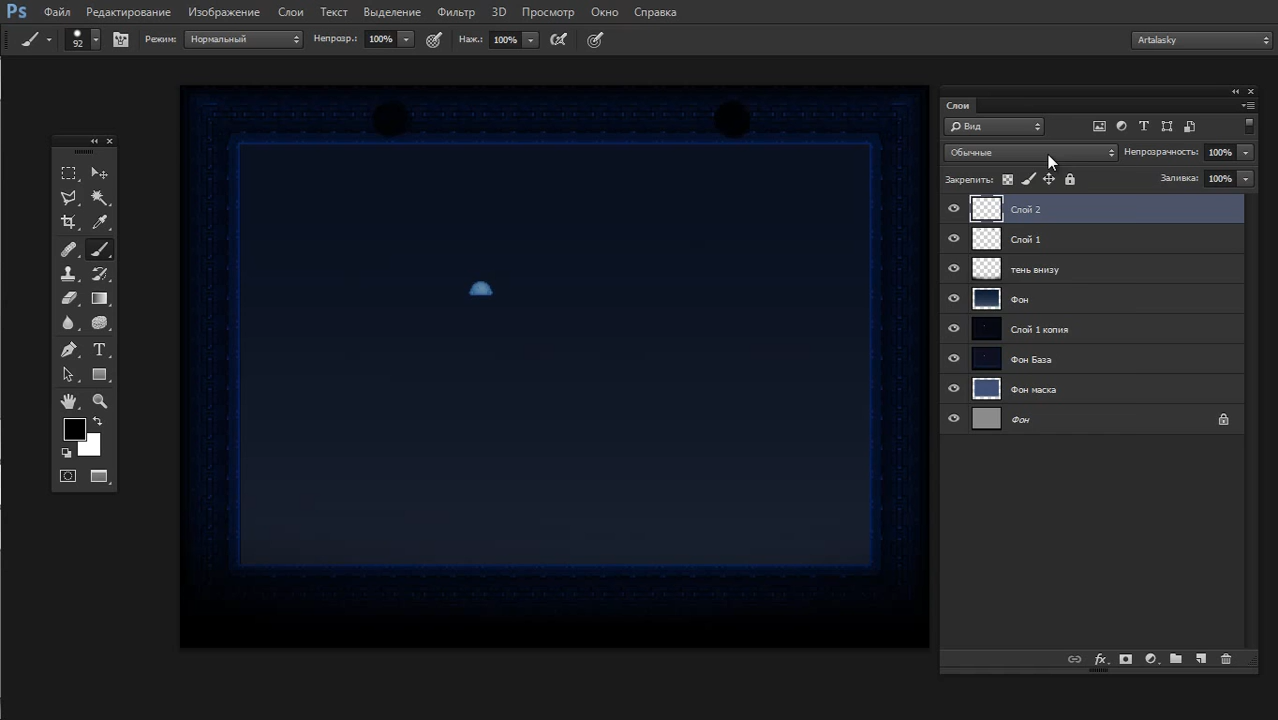 Ps Файл Редактирование Изображение Слои Текст Выделение Фильтр 3D Просмотр Окно Справка
92 Режим: Нормальный Непрозр.: 100% Наж.: 100% Artalasky
Слои
Вид T
Обычные Непрозрачность: 100%
Закрепить: Заливка: 100%
Слой 2
Слой 1
тень внизу
Фон
Слой 1 копия
Фон База
Фон маска
Фон
T
fx